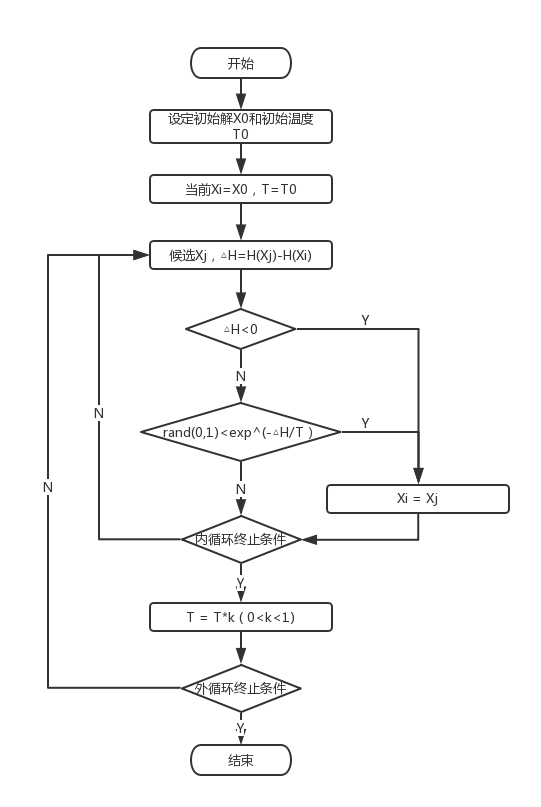 开始
设定初始解X0和初始温度
T0
当前Xi=X0，T=T0
候选Xj，△H=H(Xj)-H(Xi)
△H<0
Y
N
rand(0,1)<exp^(-△H/T )
Y
N
N
N
Xi = Xj
内循环终止条件
Y
T = T*k ( 0<k<1)
外循环终止条件
Y
结束